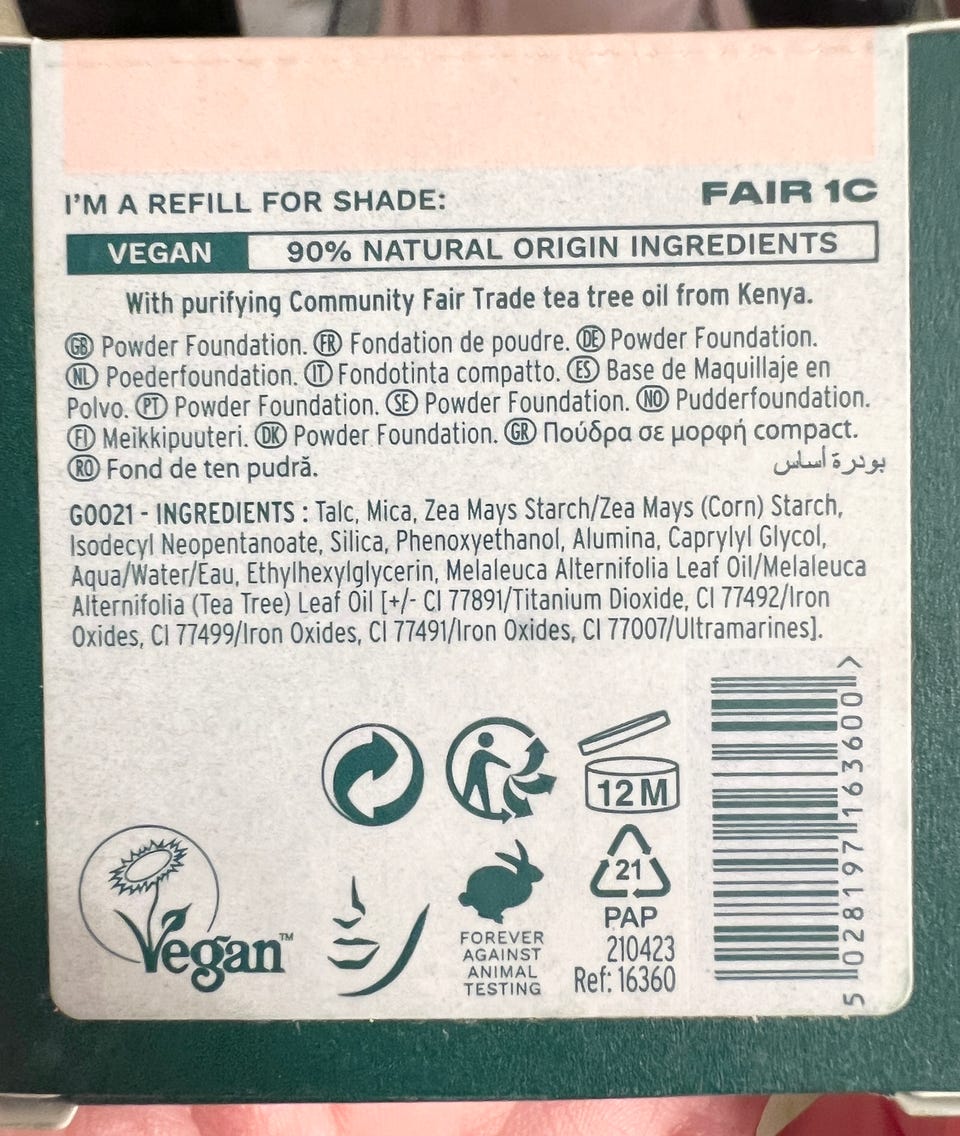 I'M A REFILL FOR SHADE: FAIR 1C
VEGAN 90% NATURAL ORIGIN INGREDIENTS
With purifying Community Fair Trade tea tree oil from Kenya.
GB Powder Foundation. FR Fondation de poudre. DE Powder Foundation.
NL Poederfoundation. IT Fondotinta compatto. ES Base de Maquillaje en
Polvo. PT Powder Foundation. SE Powder Foundation. NO Pudderfoundation.
FI Meikkipuuteri. DK Powder Foundation. GR Πούδρα σε μορφή compact.
RO Fond de ten pudră. بودرة أساس
G0021 - INGREDIENTS : Talc, Mica, Zea Mays Starch/Zea Mays (Corn) Starch,
Isodecyl Neopentanoate, Silica, Phenoxyethanol, Alumina, Caprylyl Glycol,
Aqua/Water/Eau, Ethylhexylglycerin, Melaleuca Alternifolia Leaf Oil/Melaleuca
Alternifolia (Tea Tree) Leaf Oil [+/- CI 77891/Titanium Dioxide, CI 77492/Iron
Oxides, CI 77499/Iron Oxides, CI 77491/Iron Oxides, CI 77007/Ultramarines].
12 M
21
PAP
210423
Ref: 16360
Vegan™
FOREVER
AGAINST
ANIMAL
TESTING
5 028197 163600 >